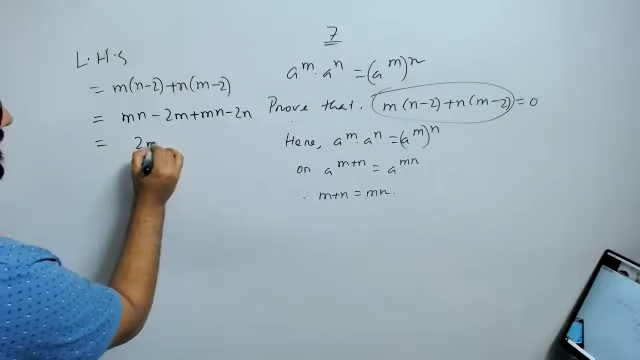 7
L.H.S
= m(n-2)+n(m-2)
= mn - 2m+mn-2n
= 2m
a^m · a^n = (a^m)^n
Prove that, m(n-2)+n(m-2) = 0
Here, a^m · a^n = (a^m)^n
or a^{m+n} = a^{mn}
∴ m+n = mn.